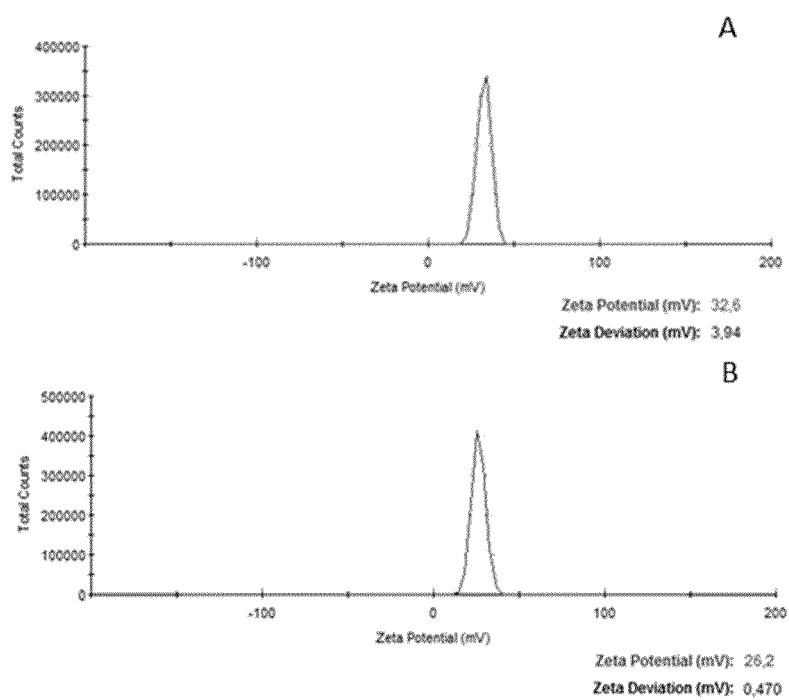 A
400000
300000
200000
100000
0
Total Counts
-100 0 100 200
Zeta Potential (mV)
Zeta Potential (mV): 32,6
Zeta Deviation (mV): 3,94
B
500000
400000
300000
200000
100000
0
Total Counts
-100 0 100 200
Zeta Potential (mV)
Zeta Potential (mV): 26,2
Zeta Deviation (mV): 0,470